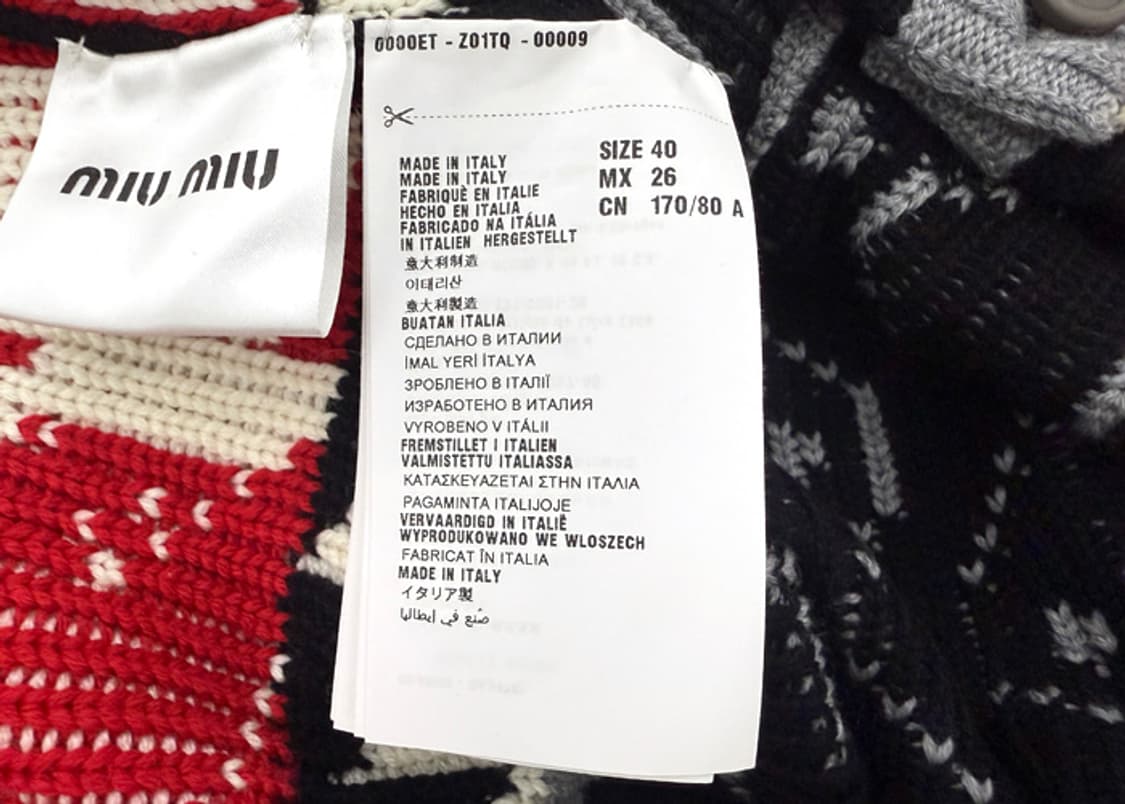 miu miu
0000ET - Z01TQ - 00009
SIZE 40
MX 26
CN 170/80 A
MADE IN ITALY
MADE IN ITALY
FABRIQUÈ EN ITALIE
HECHO EN ITALIA
FABRICADO NA ITÁLIA
IN ITALIEN HERGESTELLT
意大利制造
이태리산
意大利製造
BUATAN ITALIA
СДЕЛАНО В ИТАЛИИ
İMAL YERİ İTALYA
ЗРОБЛЕНО В ІТАЛІЇ
ИЗРАБОТЕНО В ИТАЛИЯ
VYROBENO V ITÁLII
FREMSTILLET I ITALIEN
VALMISTETTU ITALIASSA
ΚΑΤΑΣΚΕΥΑΖΕΤΑΙ ΣΤΗΝ ΙΤΑΛΙΑ
PAGAMINTA ITALIJOJE
VERVAARDIGD IN ITALIË
WYPRODUKOWANO WE WLOSZECH
FABRICAT ÎN ITALIA
MADE IN ITALY
イタリア製
صُنع في إيطاليا